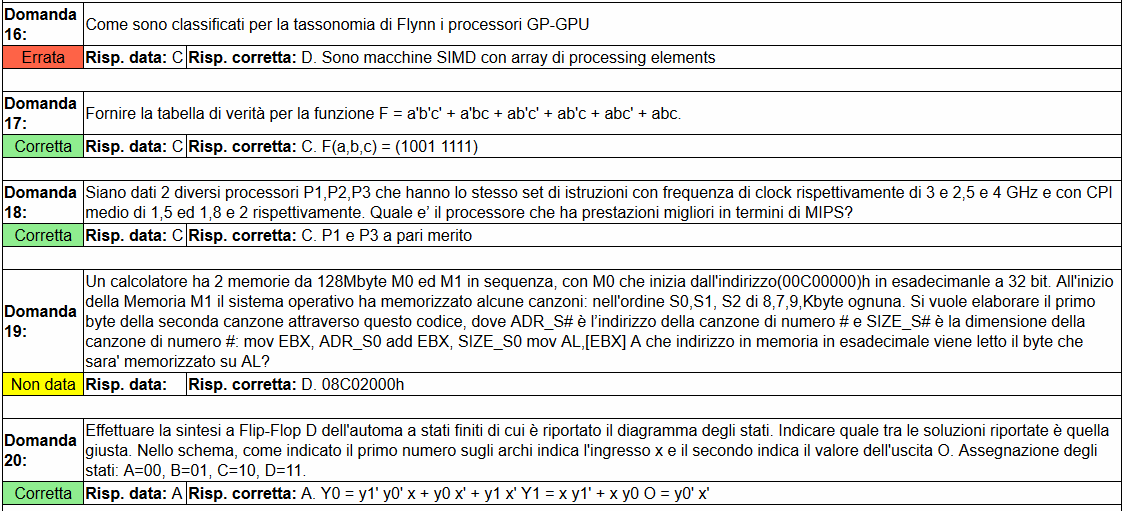 Domanda 16:
Come sono classificati per la tassonomia di Flynn i processori GP-GPU
Errata Risp. data: C Risp. corretta: D. Sono macchine SIMD con array di processing elements
Domanda 17:
Fornire la tabella di verità per la funzione F = a'b'c' + a'bc + ab'c' + ab'c + abc' + abc.
Corretta Risp. data: C Risp. corretta: C. F(a,b,c) = (1001 1111)
Domanda 18:
Siano dati 2 diversi processori P1,P2,P3 che hanno lo stesso set di istruzioni con frequenza di clock rispettivamente di 3 e 2,5 e 4 GHz e con CPI
medio di 1,5 ed 1,8 e 2 rispettivamente. Quale e’ il processore che ha prestazioni migliori in termini di MIPS?
Corretta Risp. data: C Risp. corretta: C. P1 e P3 a pari merito
Domanda 19:
Un calcolatore ha 2 memorie da 128Mbyte M0 ed M1 in sequenza, con M0 che inizia dall'indirizzo(00C00000)h in esadecimanle a 32 bit. All'inizio
della Memoria M1 il sistema operativo ha memorizzato alcune canzoni: nell'ordine S0,S1, S2 di 8,7,9,Kbyte ognuna. Si vuole elaborare il primo
byte della seconda canzone attraverso questo codice, dove ADR_S# è l’indirizzo della canzone di numero # e SIZE_S# è la dimensione della
canzone di numero #: mov EBX, ADR_S0 add EBX, SIZE_S0 mov AL,[EBX] A che indirizzo in memoria in esadecimale viene letto il byte che
sara' memorizzato su AL?
Non data Risp. data: Risp. corretta: D. 08C02000h
Domanda 20:
Effettuare la sintesi a Flip-Flop D dell'automa a stati finiti di cui è riportato il diagramma degli stati. Indicare quale tra le soluzioni riportate è quella
giusta. Nello schema, come indicato il primo numero sugli archi indica l'ingresso x e il secondo indica il valore dell'uscita O. Assegnazione degli
stati: A=00, B=01, C=10, D=11.
Corretta Risp. data: A Risp. corretta: A. Y0 = y1' y0' x + y0 x' + y1 x' Y1 = x y1' + x y0 O = y0' x'